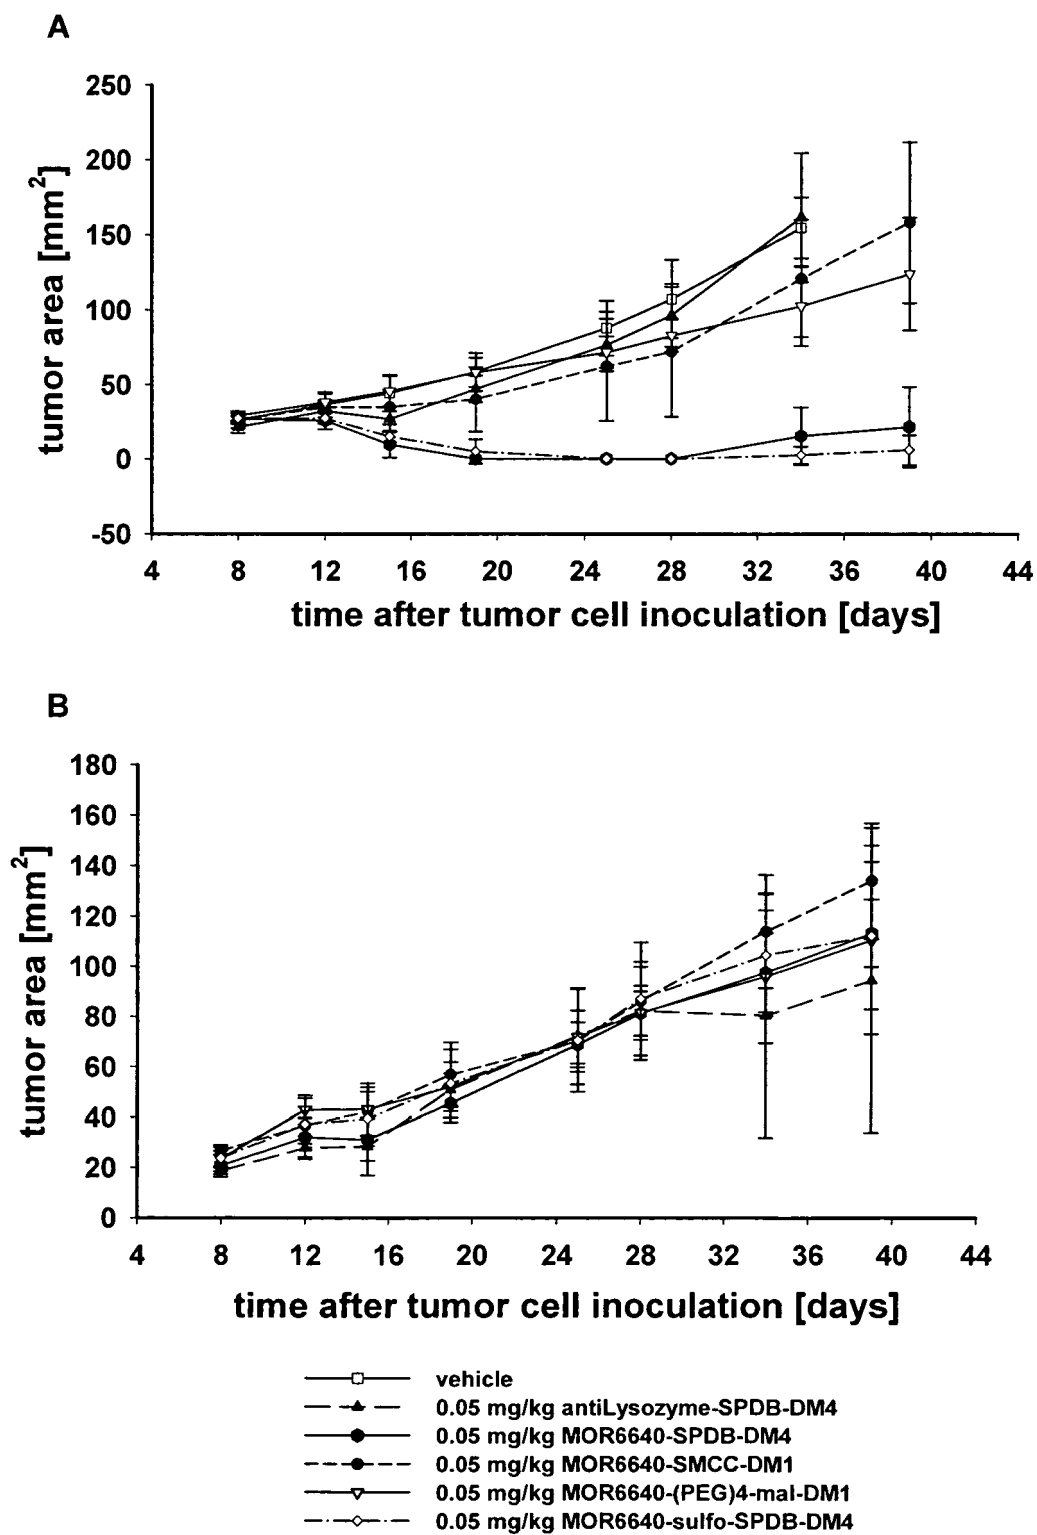 A
250
200
150
100
50
0
-50
tumor area [mm2]
4 8 12 16 20 24 28 32 36 40 44
time after tumor cell inoculation [days]
B
180
160
140
120
100
80
60
40
20
0
tumor area [mm2]
4 8 12 16 20 24 28 32 36 40 44
time after tumor cell inoculation [days]
vehicle
0.05 mg/kg antiLysozyme-SPDB-DM4
0.05 mg/kg MOR6640-SPDB-DM4
0.05 mg/kg MOR6640-SMCC-DM1
0.05 mg/kg MOR6640-(PEG)4-mal-DM1
0.05 mg/kg MOR6640-sulfo-SPDB-DM4